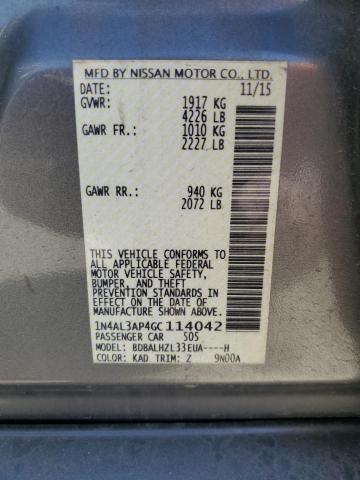 MFD BY NISSAN MOTOR CO., LTD.
DATE: 11/15
GVWR: 1917 KG
4226 LB
GAWR FR: 1010 KG
2227 LB
GAWR RR: 940 KG
2072 LB
THIS VEHICLE CONFORMS TO
ALL APPLICABLE FEDERAL
MOTOR VEHICLE SAFETY,
BUMPER, AND THEFT
PREVENTION STANDARDS IN
EFFECT ON THE DATE OF
MANUFACTURE SHOWN ABOVE.
1N4AL3AP4GC114042
PASSENGER CAR 505
MODEL: BDBALHZL33EUA----H
COLOR: KAD TRIM: Z 9N00A